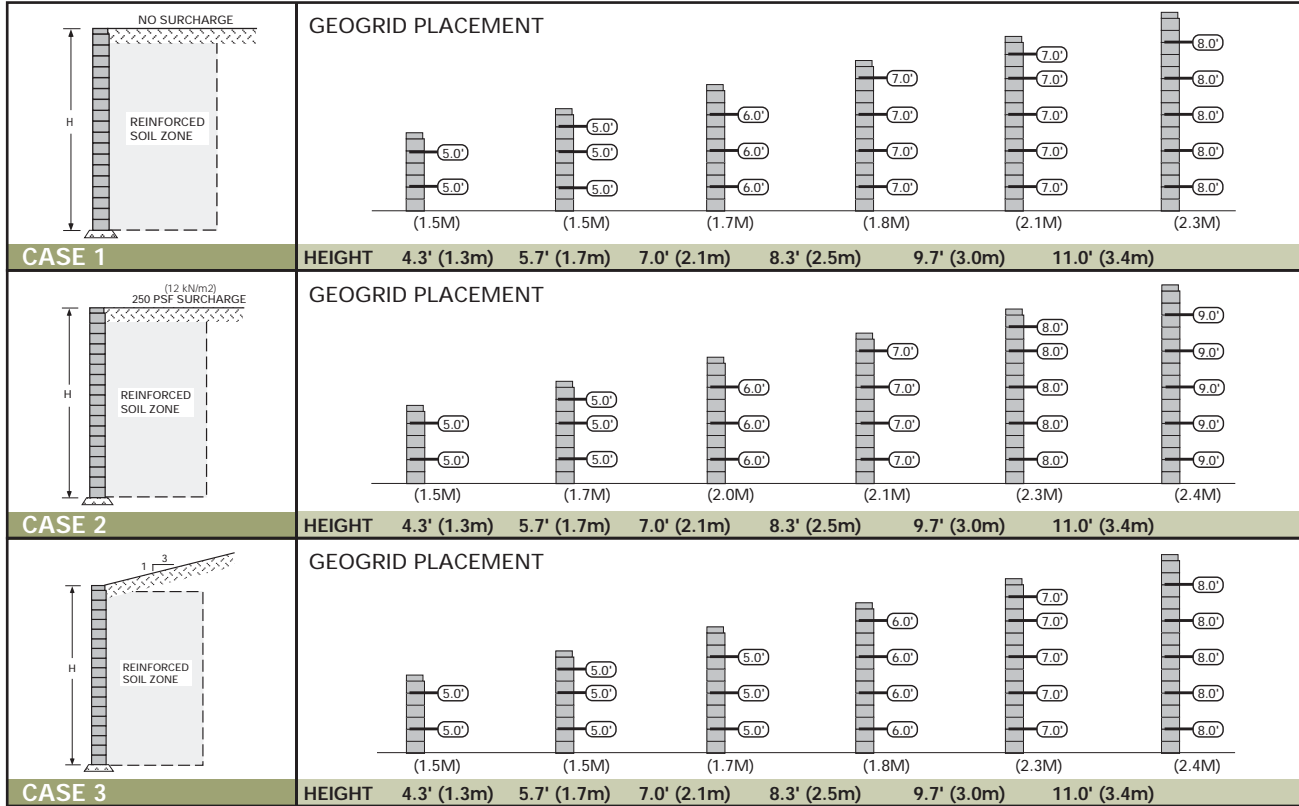 NO SURCHARGE
H
REINFORCED
SOIL ZONE
CASE 1
GEOGRID PLACEMENT
5.0'
5.0'
(1.5M)
5.0'
5.0'
5.0'
(1.5M)
6.0'
6.0'
6.0'
(1.7M)
7.0'
7.0'
7.0'
7.0'
(1.8M)
7.0'
7.0'
7.0'
7.0'
7.0'
(2.1M)
8.0'
8.0'
8.0'
8.0'
8.0'
(2.3M)
HEIGHT 4.3' (1.3m) 5.7' (1.7m) 7.0' (2.1m) 8.3' (2.5m) 9.7' (3.0m) 11.0' (3.4m)
(12 kN/m2)
250 PSF SURCHARGE
H
REINFORCED
SOIL ZONE
CASE 2
GEOGRID PLACEMENT
5.0'
5.0'
(1.5M)
5.0'
5.0'
5.0'
(1.7M)
6.0'
6.0'
6.0'
(2.0M)
7.0'
7.0'
7.0'
7.0'
(2.1M)
8.0'
8.0'
8.0'
8.0'
8.0'
(2.3M)
9.0'
9.0'
9.0'
9.0'
9.0'
(2.4M)
HEIGHT 4.3' (1.3m) 5.7' (1.7m) 7.0' (2.1m) 8.3' (2.5m) 9.7' (3.0m) 11.0' (3.4m)
3
1
H
REINFORCED
SOIL ZONE
CASE 3
GEOGRID PLACEMENT
5.0'
5.0'
(1.5M)
5.0'
5.0'
5.0'
(1.5M)
5.0'
5.0'
5.0'
(1.7M)
6.0'
6.0'
6.0'
6.0'
(1.8M)
7.0'
7.0'
7.0'
7.0'
7.0'
(2.3M)
8.0'
8.0'
8.0'
8.0'
8.0'
(2.4M)
HEIGHT 4.3' (1.3m) 5.7' (1.7m) 7.0' (2.1m) 8.3' (2.5m) 9.7' (3.0m) 11.0' (3.4m)